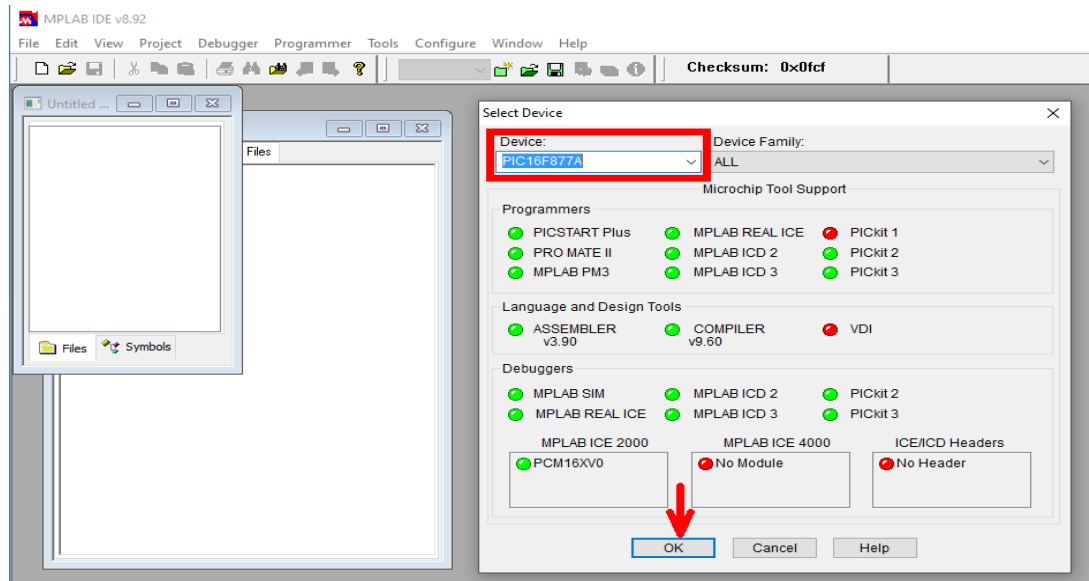 MPLAB IDE v8.92
File Edit View Project Debugger Programmer Tools Configure Window Help
Checksum: 0x0fcf
Untitled ...
Files
Files Symbols
Select Device
Device: Device Family:
PIC16F877A ALL
Microchip Tool Support
Programmers
PICSTART Plus MPLAB REAL ICE PICkit 1
PRO MATE II MPLAB ICD 2 PICkit 2
MPLAB PM3 MPLAB ICD 3 PICkit 3
Language and Design Tools
ASSEMBLER COMPILER VDI
v3.90 v9.60
Debuggers
MPLAB SIM MPLAB ICD 2 PICkit 2
MPLAB REAL ICE MPLAB ICD 3 PICkit 3
MPLAB ICE 2000 MPLAB ICE 4000 ICE/ICD Headers
PCM16XV0 No Module No Header
OK Cancel Help